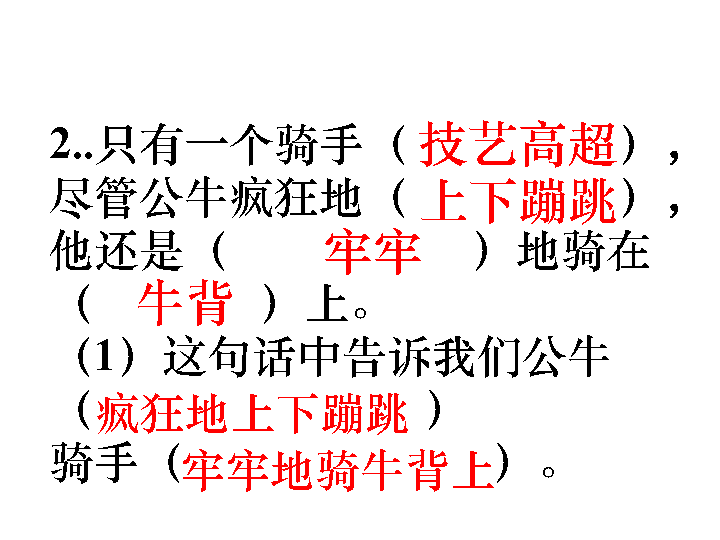 2..只有一个骑手（ 技艺高超），
尽管公牛疯狂地（ 上下蹦跳），
他还是（ 牢牢 ）地骑在
（ 牛背 ）上。
（1）这句话中告诉我们公牛
（疯狂地上下蹦跳 ）
骑手（牢牢地骑牛背上）。